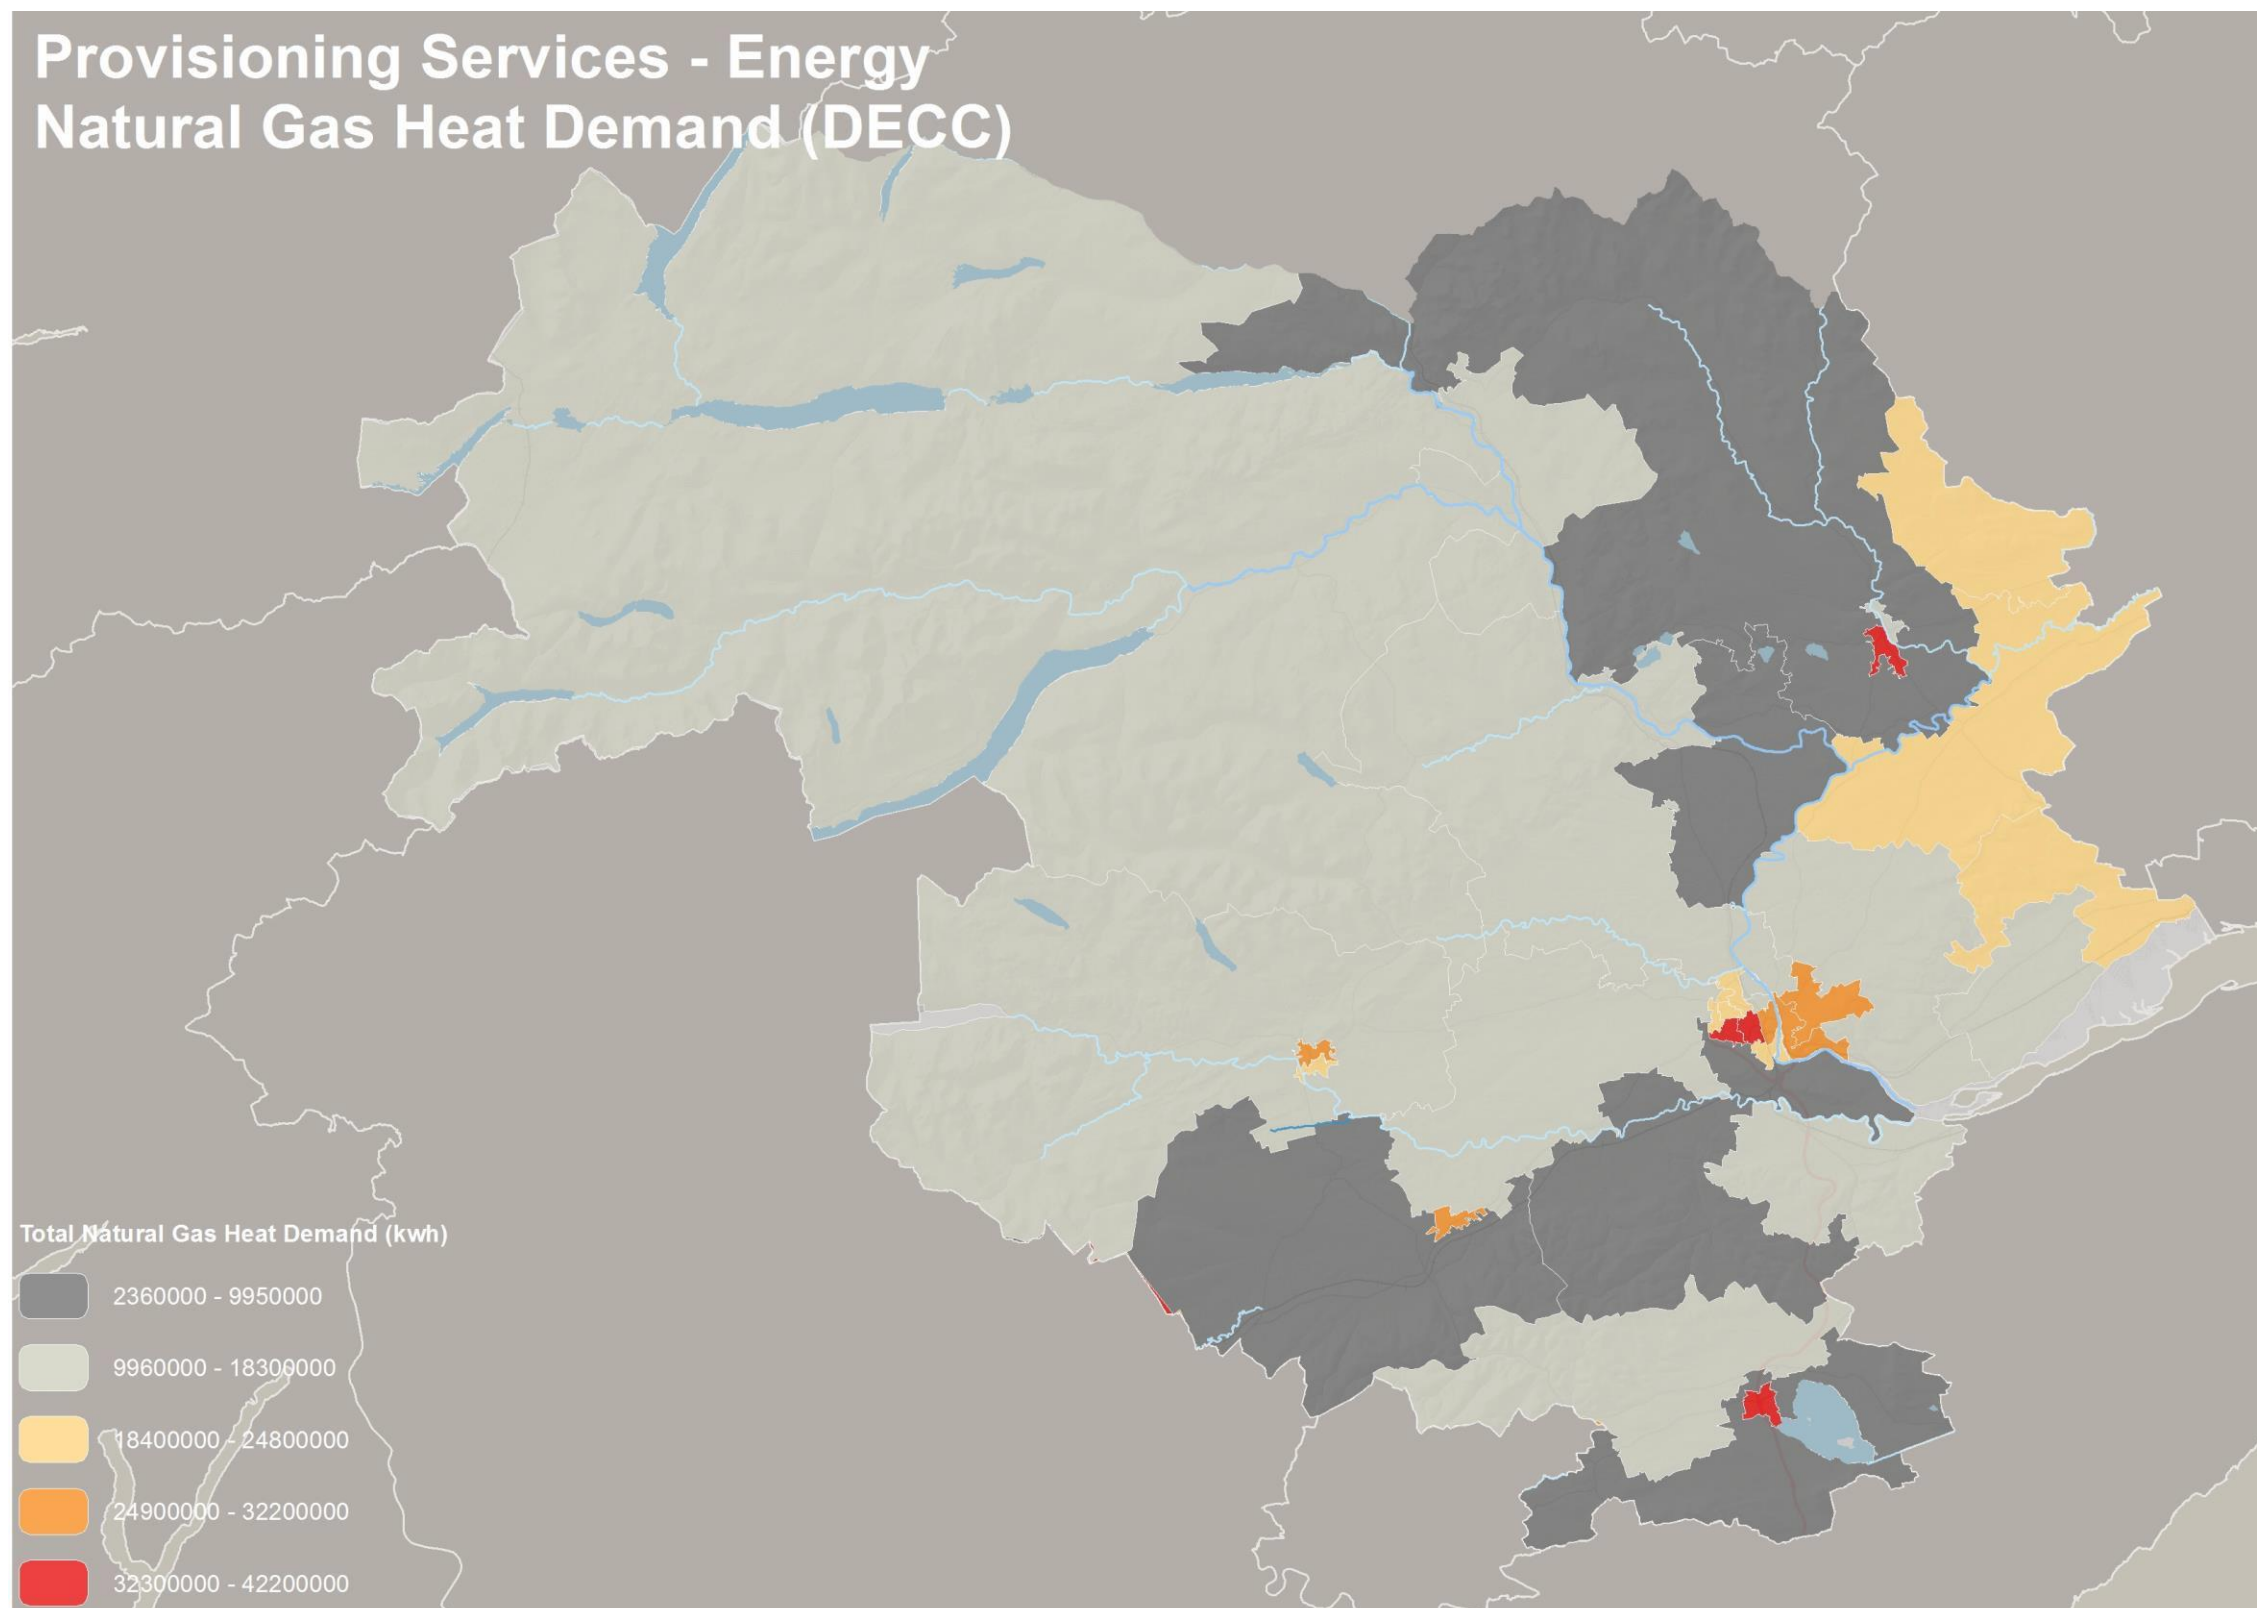 Provisioning Services - Energy
Natural Gas Heat Demand (DECC)
Total Natural Gas Heat Demand (kwh)
2360000 - 9950000
9960000 - 18300000
18400000 - 24800000
24900000 - 32200000
32300000 - 42200000